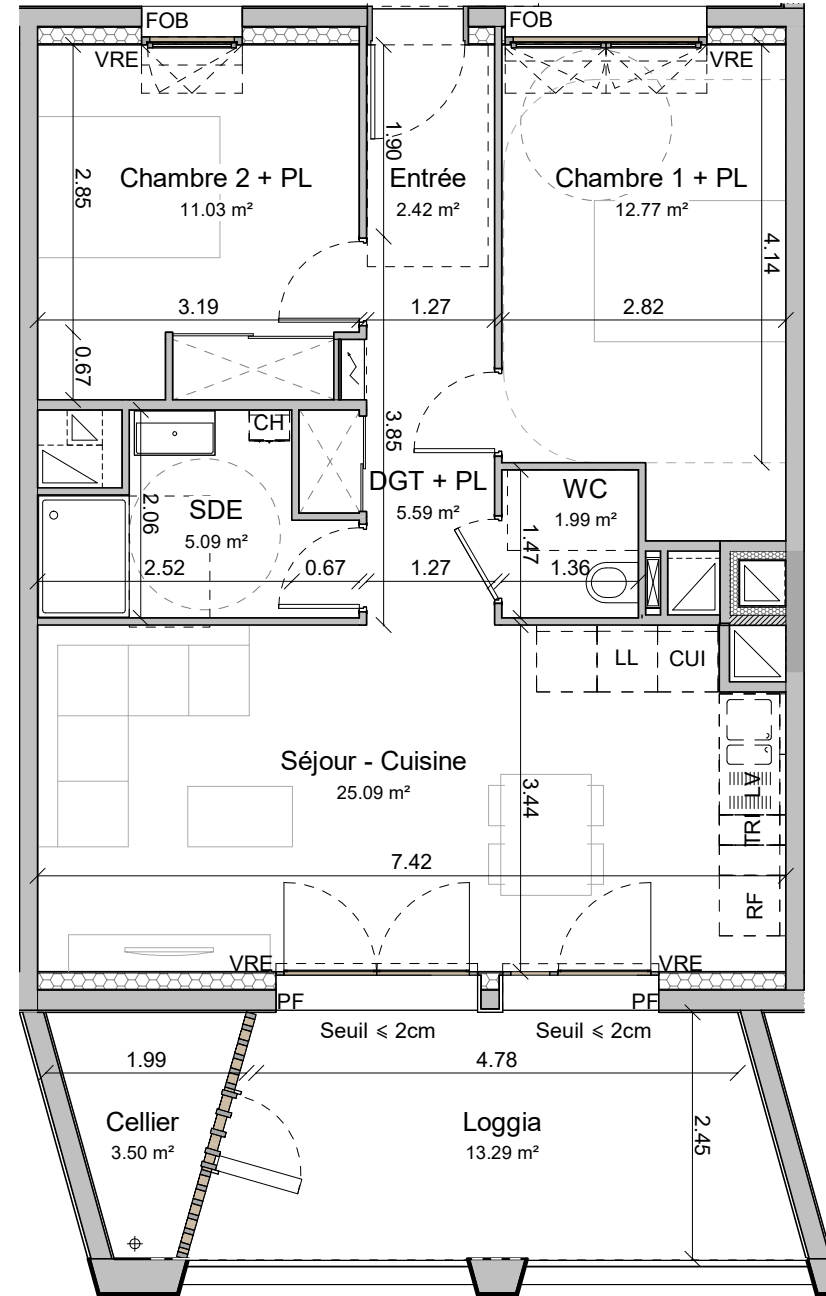 FOB
FOB
VRE
VRE
1.90
2.85
Chambre 2 + PL
11.03 m²
Entrée
2.42 m²
Chambre 1 + PL
12.77 m²
4.14
3.19
1.27
2.82
0.67
3.85
CH
DGT + PL
5.59 m²
WC
1.99 m²
SDE
5.09 m²
2.06
1.47
2.52
0.67
1.27
1.36
LL
CUI
Séjour - Cuisine
25.09 m²
3.44
LV
TRI
7.42
RF
VRE
VRE
PF
PF
Seuil ⩽ 2cm
Seuil ⩽ 2cm
1.99
4.78
Cellier
3.50 m²
Loggia
13.29 m²
2.45